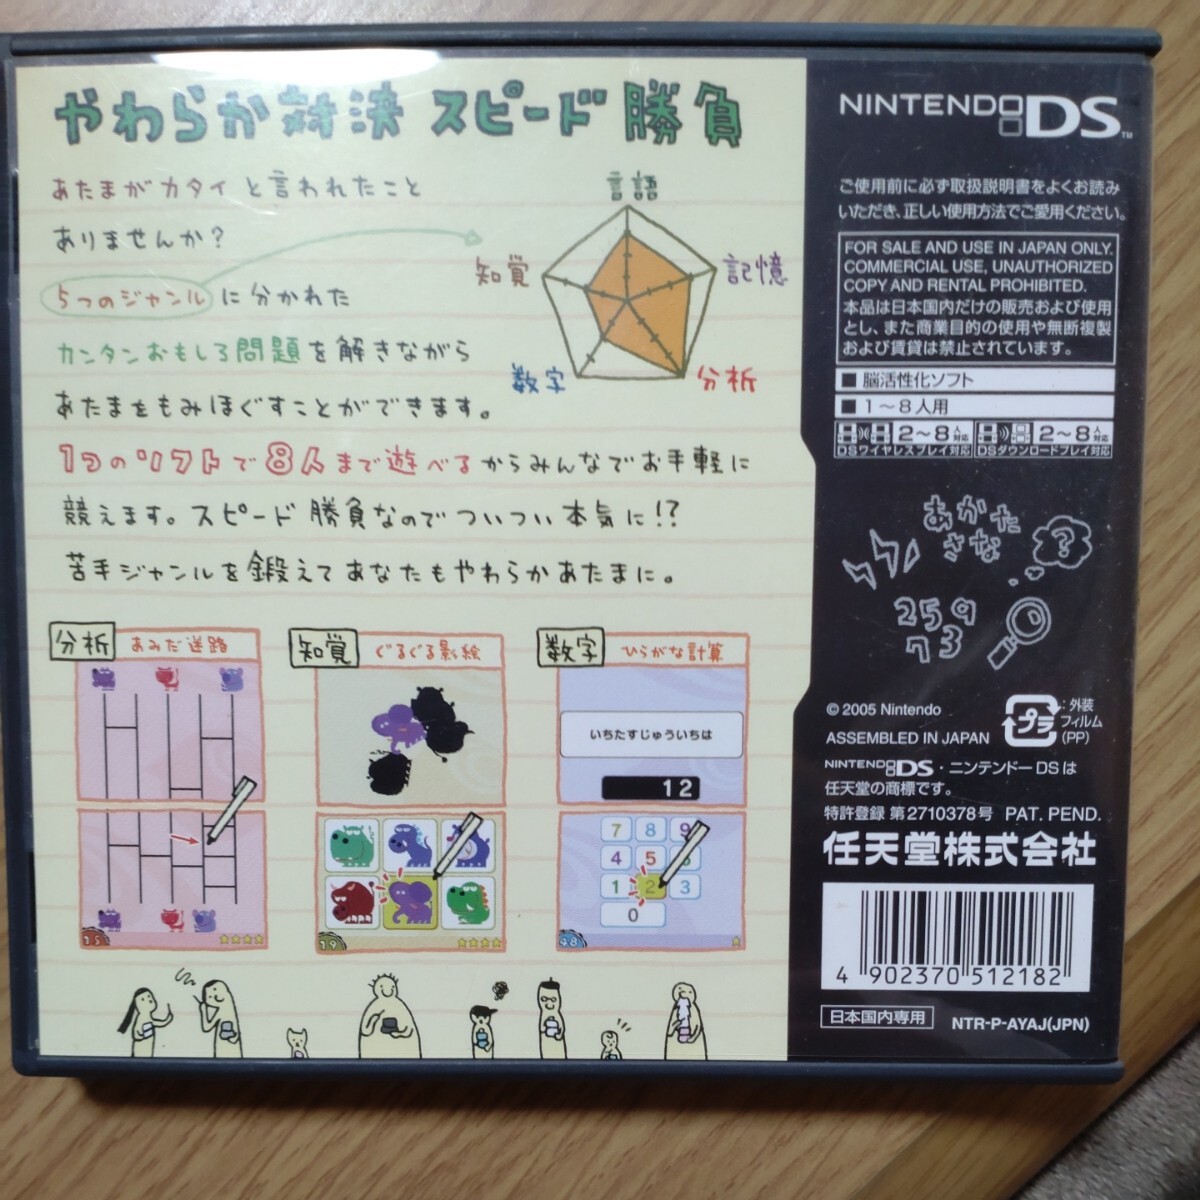 やわらか対決 スピード勝負
あたまがカタイと言われたこと
ありませんか?
5つのジャンルに分かれた
カンタンおもしろ問題を解きながら
あたまをもみほぐすことができます。
1つのソフトで8人まで遊べるからみんなでお手軽に
競えます。スピード勝負なのでついつい本気に!?
苦手ジャンルを鍛えてあなたもやわらかあたまに。
言語
知覚
記憶
数字
分析
分析 あみだ迷路
15
知覚 ぐるぐる影絵
19
数字 ひらがな計算
いちたすじゅういちは
12
7 8 9
4 5 6
1 2 3
0
48
NINTENDO DS™
ご使用前に必ず取扱説明書をよくお読み
いただき、正しい使用方法でご愛用ください。
FOR SALE AND USE IN JAPAN ONLY.
COMMERCIAL USE, UNAUTHORIZED
COPY AND RENTAL PROHIBITED.
本品は日本国内だけの販売および使用
とし、また商業目的の使用や無断複製
および賃貸は禁止されています。
■ 脳活性化ソフト
■ 1～8人用
2～8人対応
DSワイヤレスプレイ対応
2～8人対応
DSダウンロードプレイ対応
あかた
さな
?
259
73
© 2005 Nintendo
ASSEMBLED IN JAPAN
プラ
:外装
フィルム
(PP)
NINTENDO DS・ニンテンドーDSは
任天堂の商標です。
特許登録 第2710378号 PAT. PEND.
任天堂株式会社
4 902370 512182
日本国内専用
NTR-P-AYAJ(JPN)